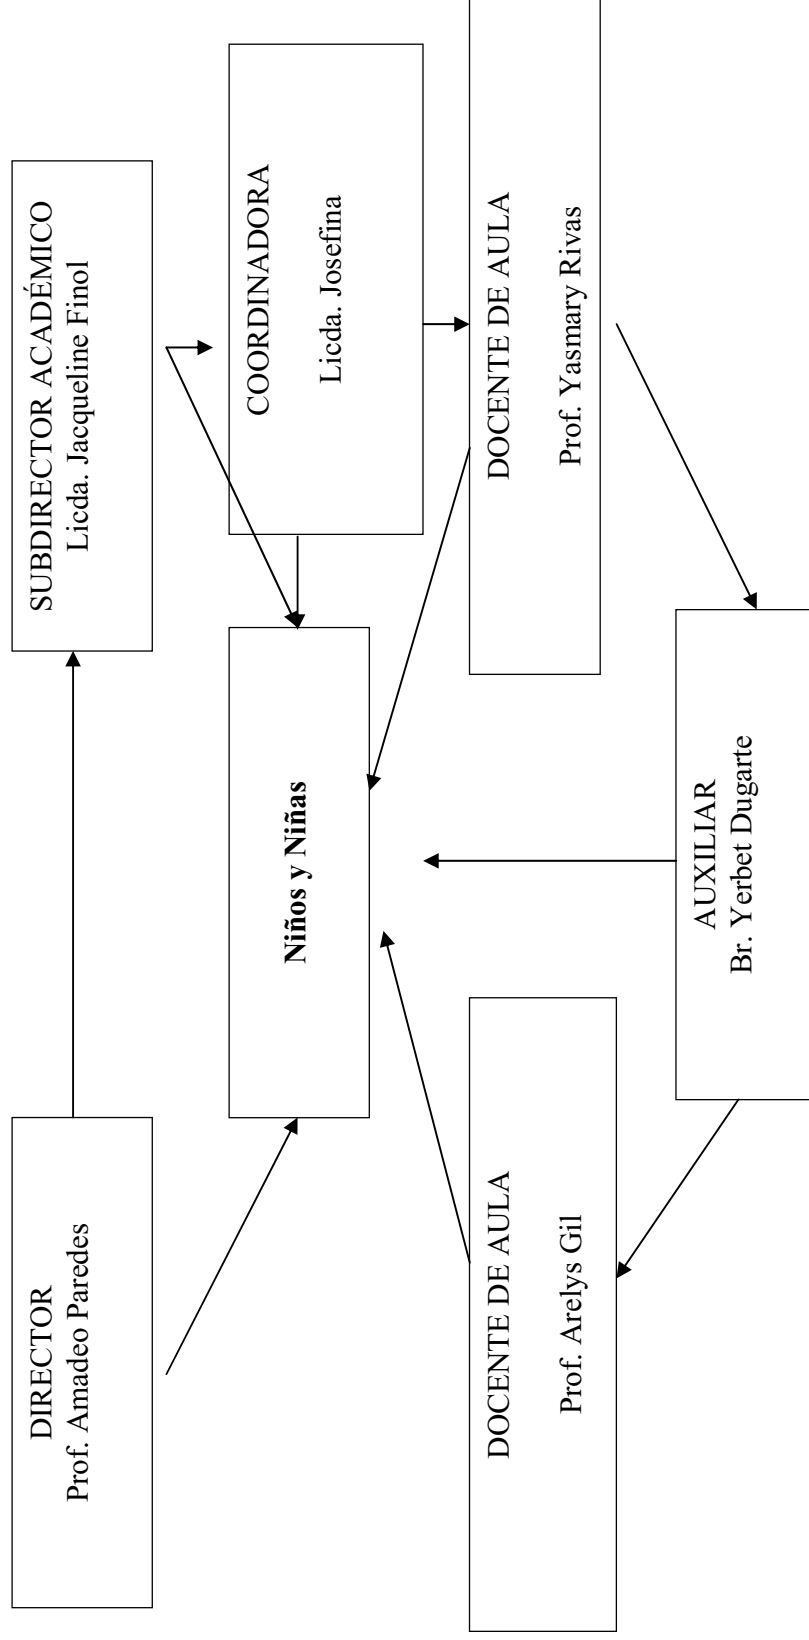 DIRECTOR
Prof. Amadeo Paredes
SUBDIRECTOR ACADÉMICO
Licda. Jacqueline Finol
Niños y Niñas
COORDINADORA
Licda. Josefina
DOCENTE DE AULA
Prof. Arelys Gil
DOCENTE DE AULA
Prof. Yasmary Rivas
AUXILIAR
Br. Yerbet Dugarte